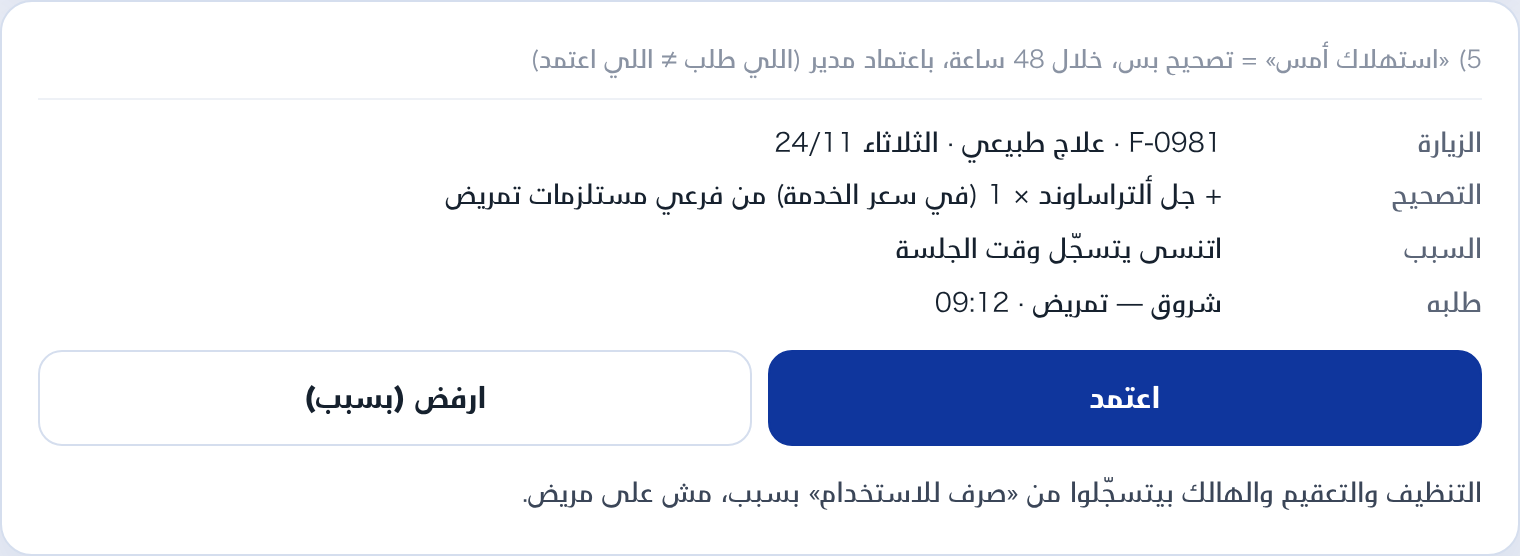 5) «استهلاك أمس» = تصحيح بس، خلال 48 ساعة، باعتماد مدير (اللي طلب ≠ اللي اعتمد)
الزيارة F-0981 · علاج طبيعي · الثلاثاء 24/11
التصحيح + جل ألتراساوند × 1 (في سعر الخدمة) من فرعي مستلزمات تمريض
السبب اتنسى يتسجّل وقت الجلسة
طلبه شروق — تمريض · 09:12
اعتمد
ارفض (بسبب)
التنظيف والتعقيم والهالك بيتسجّلوا من «صرف للاستخدام» بسبب، مش على مريض.